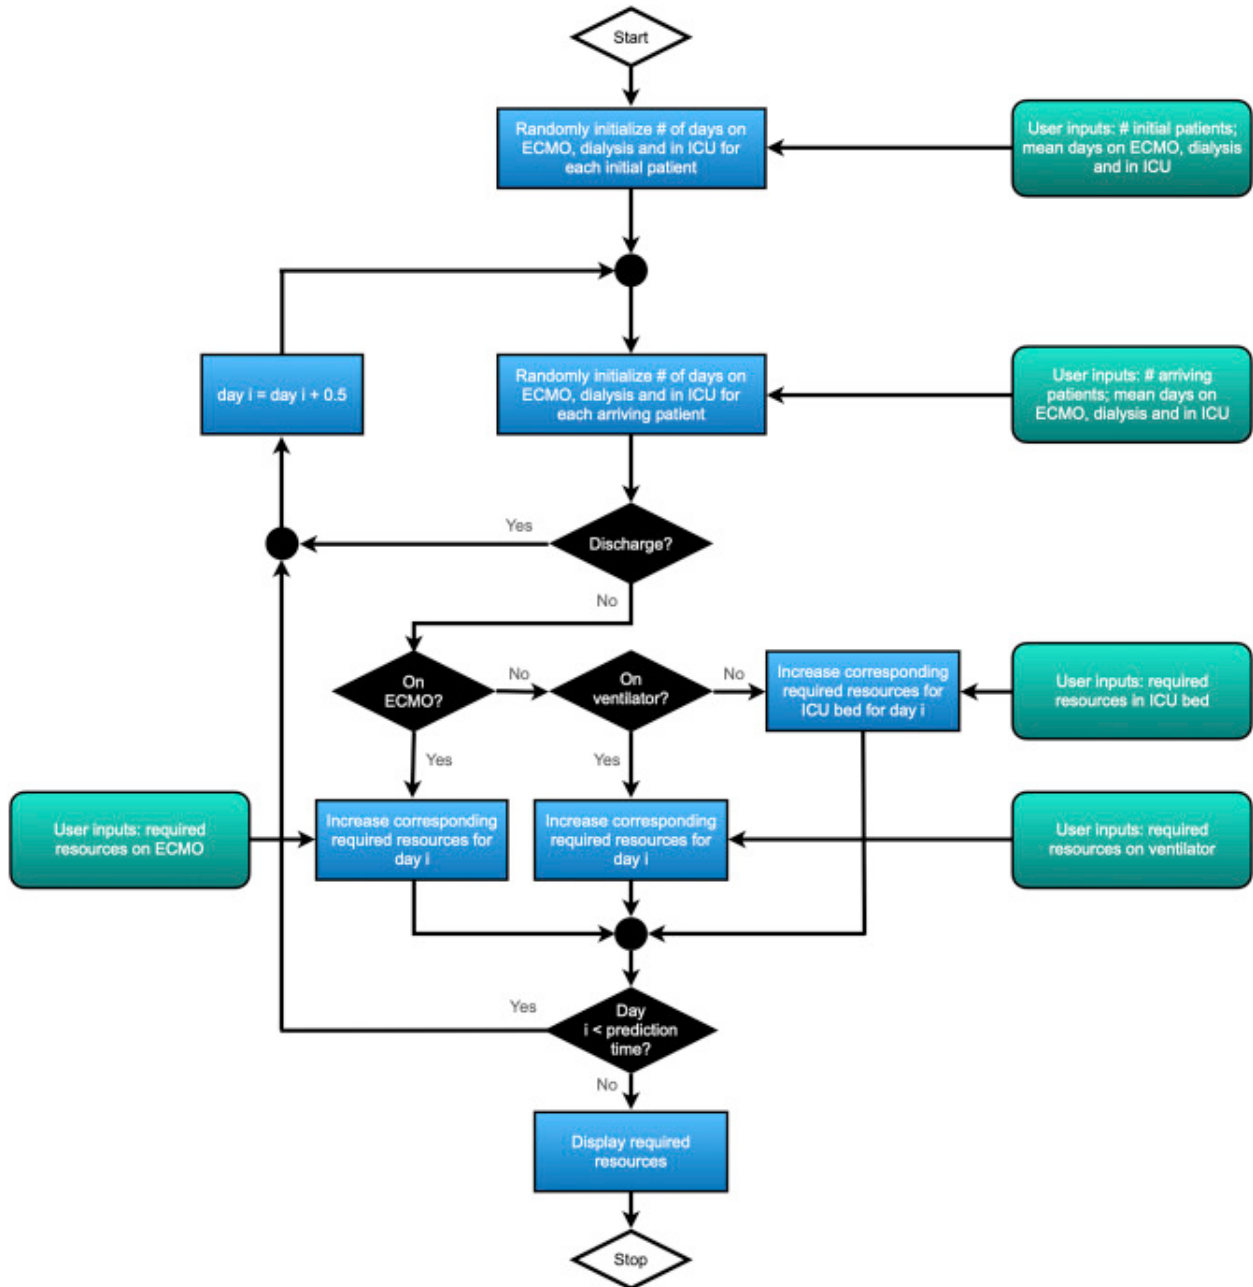 Start
Randomly initialize # of days on
ECMO, dialysis and in ICU for
each initial patient
User inputs: # initial patients;
mean days on ECMO, dialysis
and in ICU
day i = day i + 0.5
Randomly initialize # of days on
ECMO, dialysis and in ICU for
each arriving patient
User inputs: # arriving
patients; mean days on
ECMO, dialysis and in ICU
Yes
Discharge?
No
On
ECMO?
No
On
ventilator?
No
Increase corresponding
required resources for
ICU bed for day i
User inputs: required
resources in ICU bed
Yes
Yes
User inputs: required
resources on ECMO
Increase corresponding
required resources for
day i
Increase corresponding
required resources for
day i
User inputs: required
resources on ventilator
Yes
Day
i < prediction
time?
No
Display required
resources
Stop